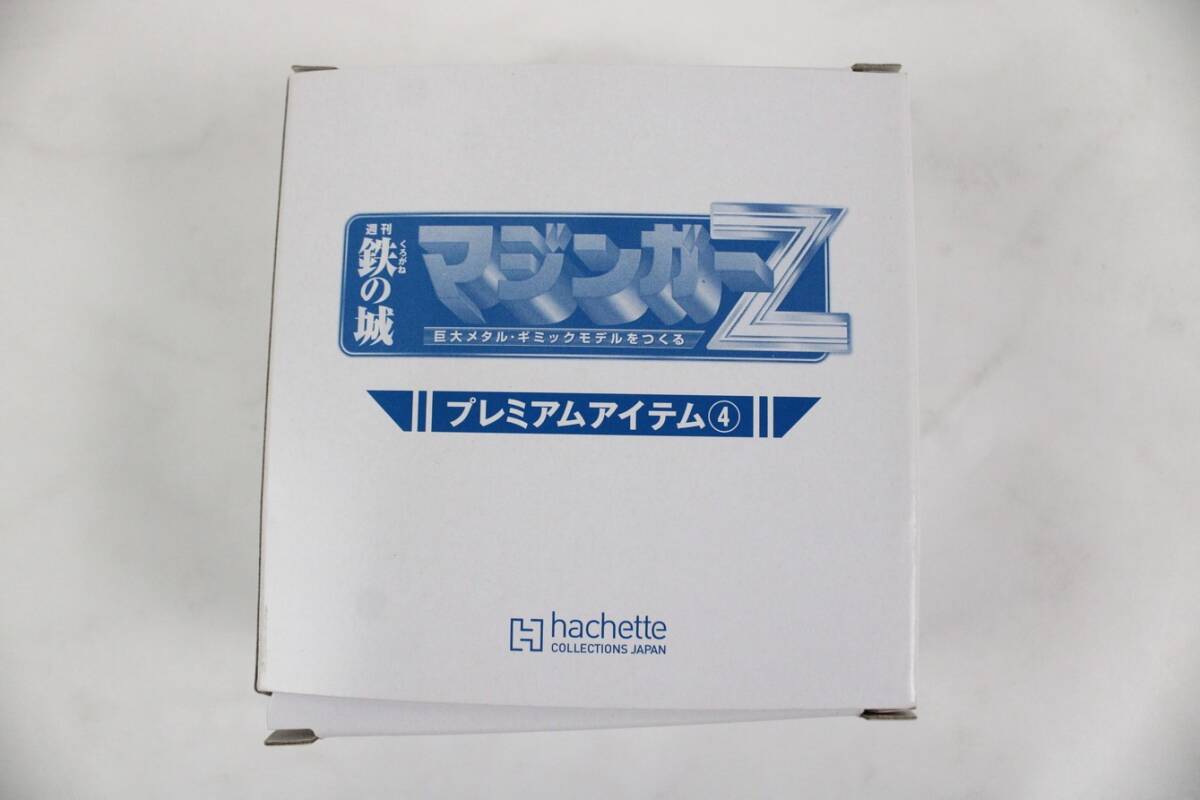 週刊
鉄の城
くろがね
マジンガーZ
巨大メタル・ギミックモデルをつくる
プレミアムアイテム④
hachette
COLLECTIONS JAPAN